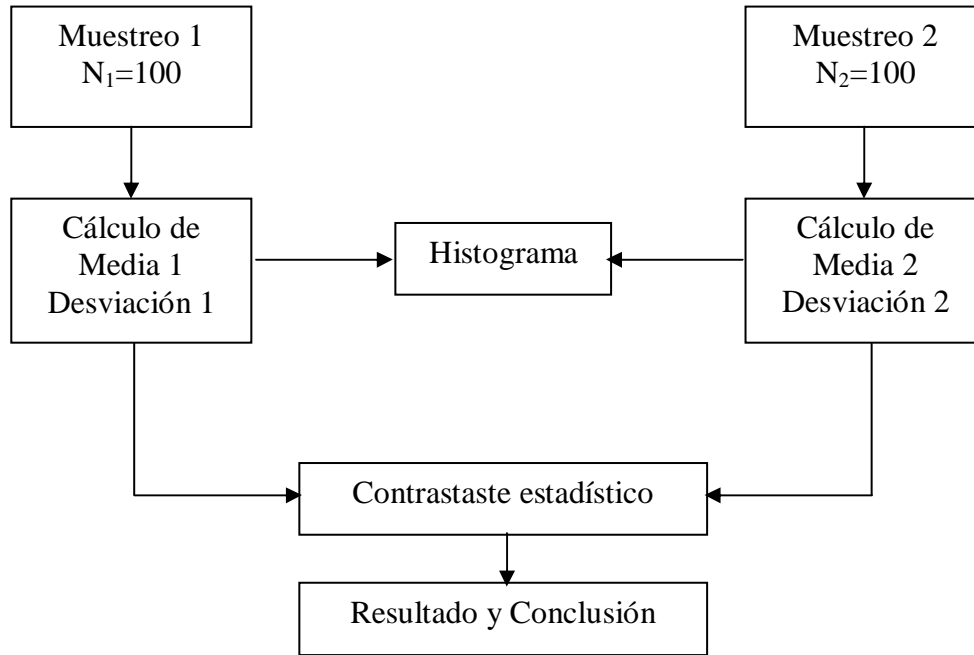 Muestreo 1
N₁=100
Muestreo 2
N₂=100
Cálculo de
Media 1
Desviación 1
Histograma
Cálculo de
Media 2
Desviación 2
Contrastaste estadístico
Resultado y Conclusión